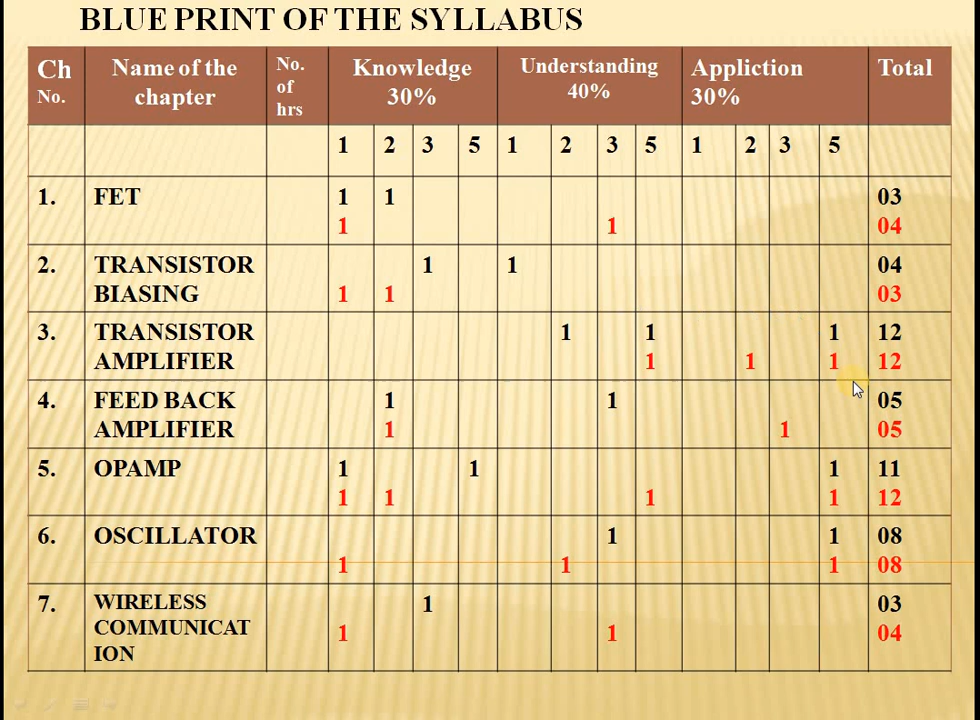 BLUE PRINT OF THE SYLLABUS
Ch No. Name of the chapter No. of hrs Knowledge 30% Understanding 40% Appliction 30% Total
1 2 3 5 1 2 3 5 1 2 3 5
1. FET 1 1 03
1 1 04
2. TRANSISTOR 1 1 04
BIASING 1 1 03
3. TRANSISTOR 1 1 1 12
AMPLIFIER 1 1 1 12
4. FEED BACK 1 1 05
AMPLIFIER 1 1 05
5. OPAMP 1 1 1 11
1 1 1 1 12
6. OSCILLATOR 1 1 08
1 1 1 08
7. WIRELESS 1 03
COMMUNICAT 1 1 04
ION